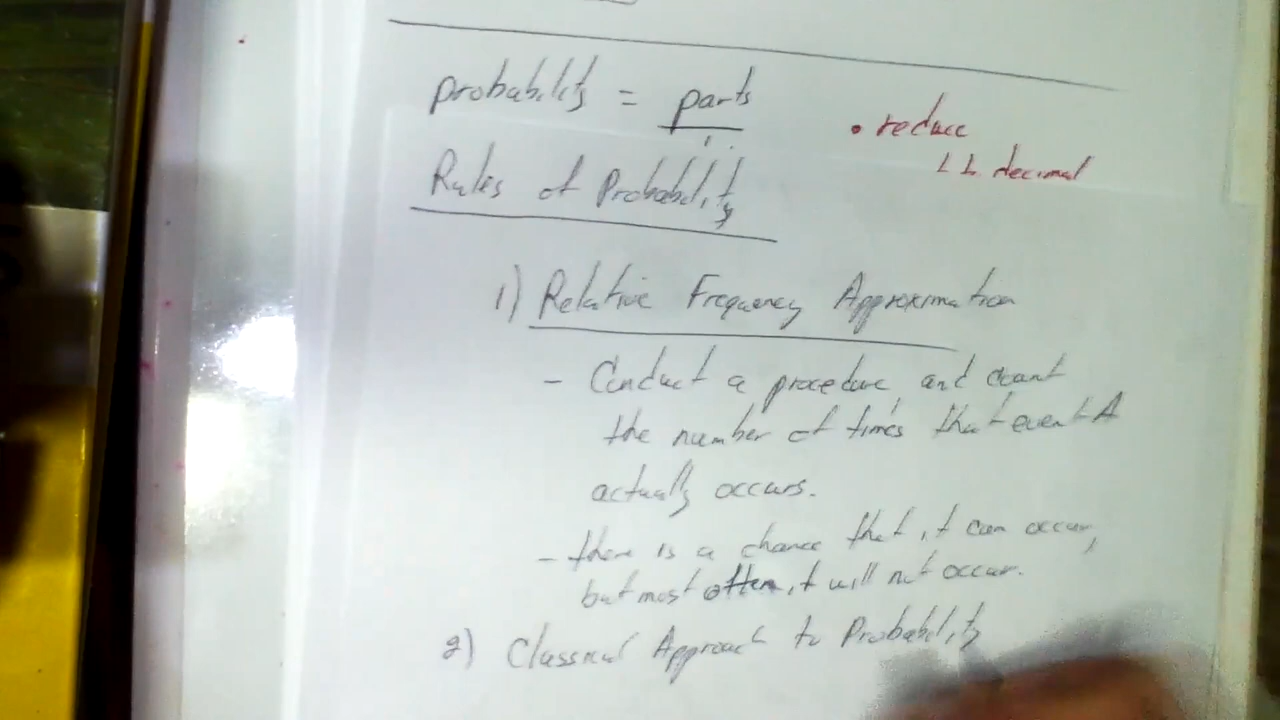 probability = parts
• reduce
decimal
Rules of Probability
1) Relative Frequency Approximation
- Conduct a procedure, and count
the number of times that event A
actually occurs.
- there is a chance that it can occur,
but most often, it will not occur.
2) Classical Approach to Probability